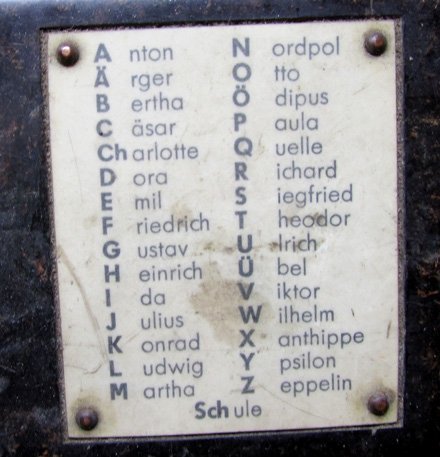 Anton
Ärger
Bertha
Cäsar
Charlotte
Dora
Emil
Friedrich
Gustav
Heinrich
Ida
Julius
Konrad
Ludwig
Martha
Nordpol
Otto
Ödipus
Paula
Quelle
Richard
Siegfried
Theodor
Ulrich
Übel
Viktor
Wilhelm
Xanthippe
Ypsilon
Zeppelin
Schule